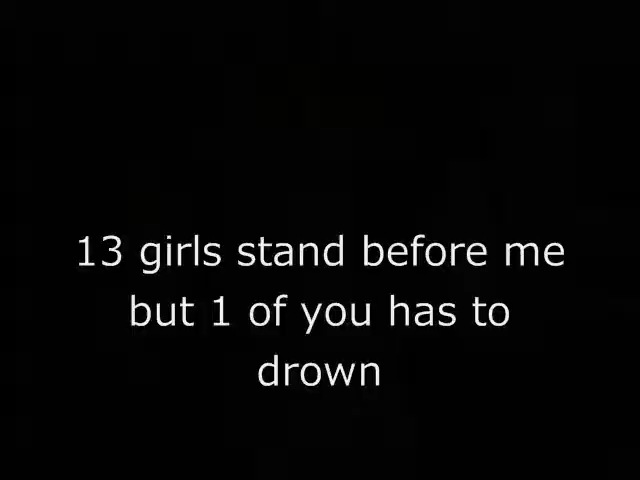 13 girls stand before me
but 1 of you has to
drown